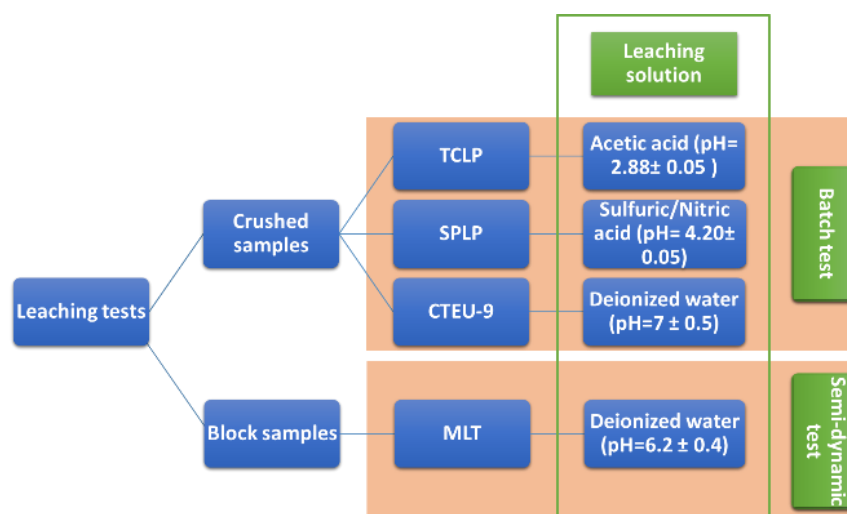 Leaching
solution
TCLP
Acetic acid (pH=
2.88± 0.05 )
Crushed
samples
SPLP
Sulfuric/Nitric
acid (pH= 4.20±
0.05)
Batch test
Leaching tests
CTEU-9
Deionized water
(pH=7 ± 0.5)
Block samples
MLT
Deionized water
(pH=6.2 ± 0.4)
Semi-dynamic
test